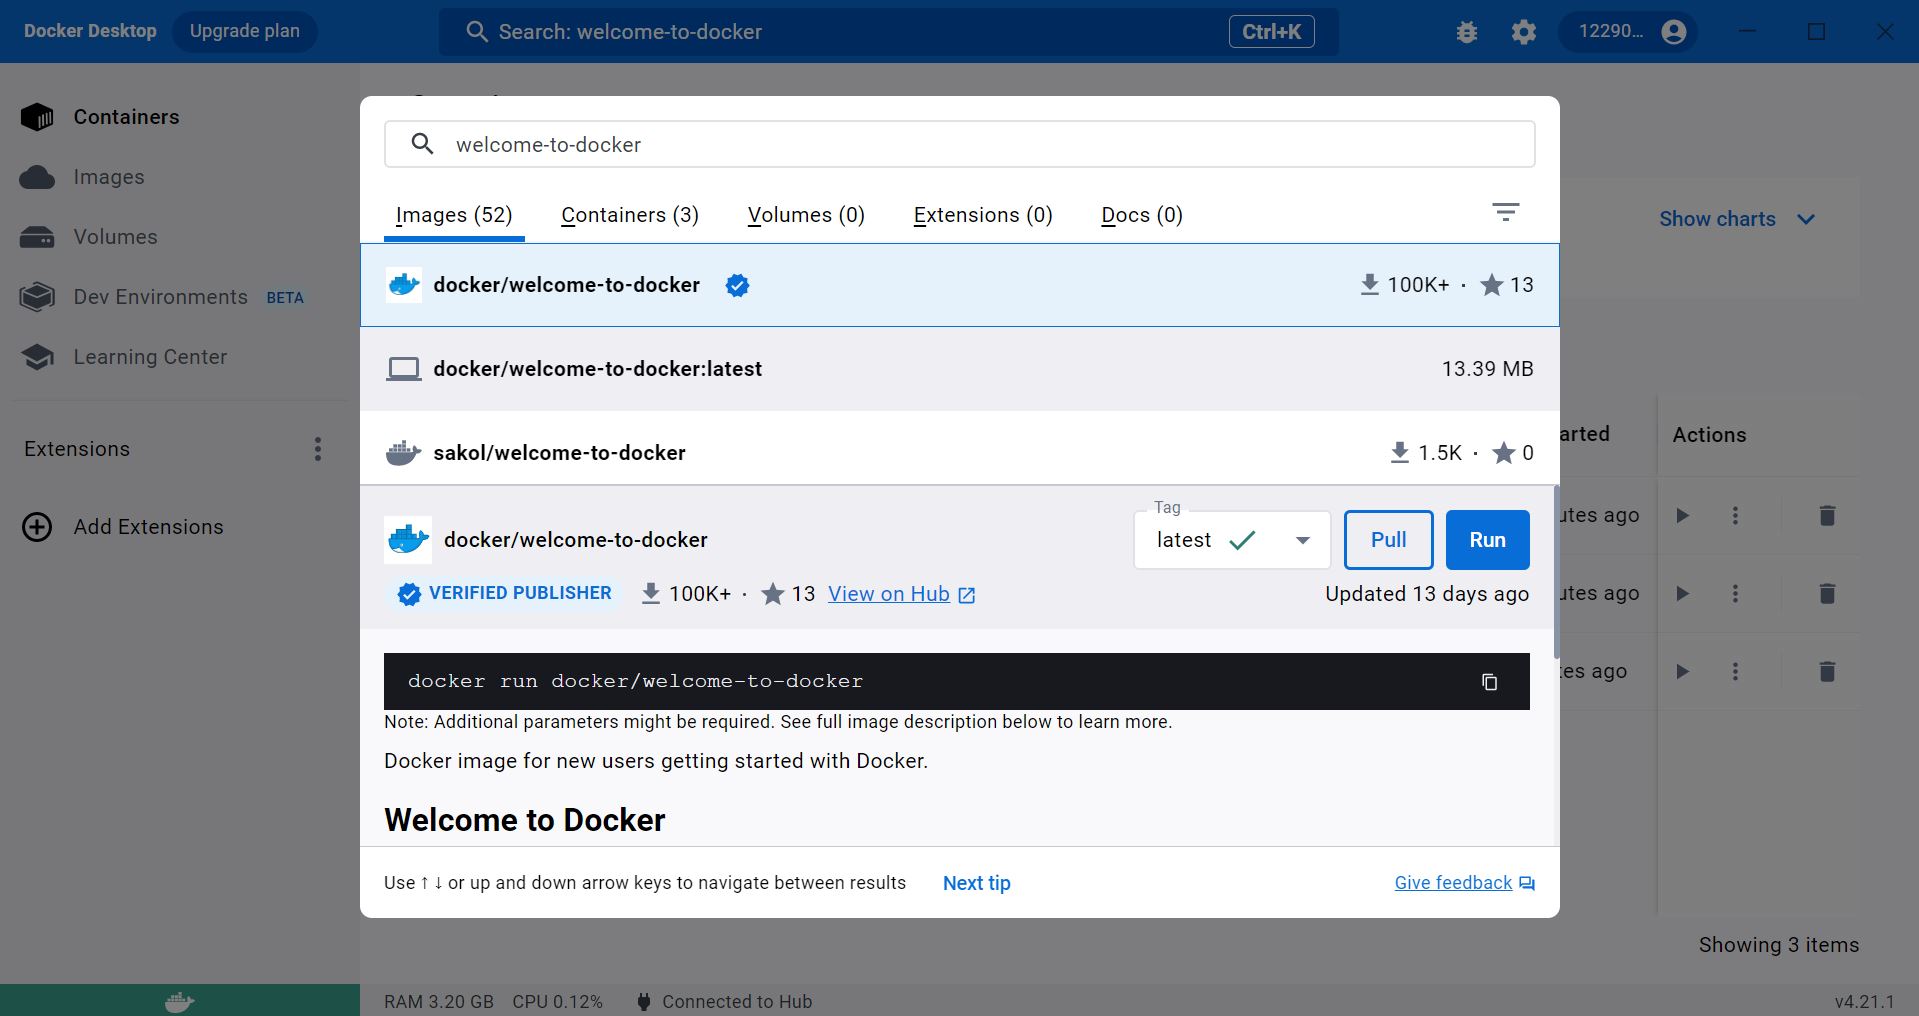 Docker Desktop Upgrade plan Search: welcome-to-docker Ctrl+K 12290...
Containers
Images
Volumes
Dev Environments BETA
Learning Center
Extensions
Add Extensions
welcome-to-docker
Images (52) Containers (3) Volumes (0) Extensions (0) Docs (0)
Show charts
docker/welcome-to-docker 100K+ · 13
docker/welcome-to-docker:latest 13.39 MB
sakol/welcome-to-docker 1.5K · 0
Actions
Tag
docker/welcome-to-docker latest Pull Run
VERIFIED PUBLISHER 100K+ · 13 View on Hub Updated 13 days ago
ago
ago
ago
docker run docker/welcome-to-docker
Note: Additional parameters might be required. See full image description below to learn more.
Docker image for new users getting started with Docker.
Welcome to Docker
Use ↑ ↓ or up and down arrow keys to navigate between results Next tip Give feedback
Showing 3 items
RAM 3.20 GB CPU 0.12% Connected to Hub v4.21.1